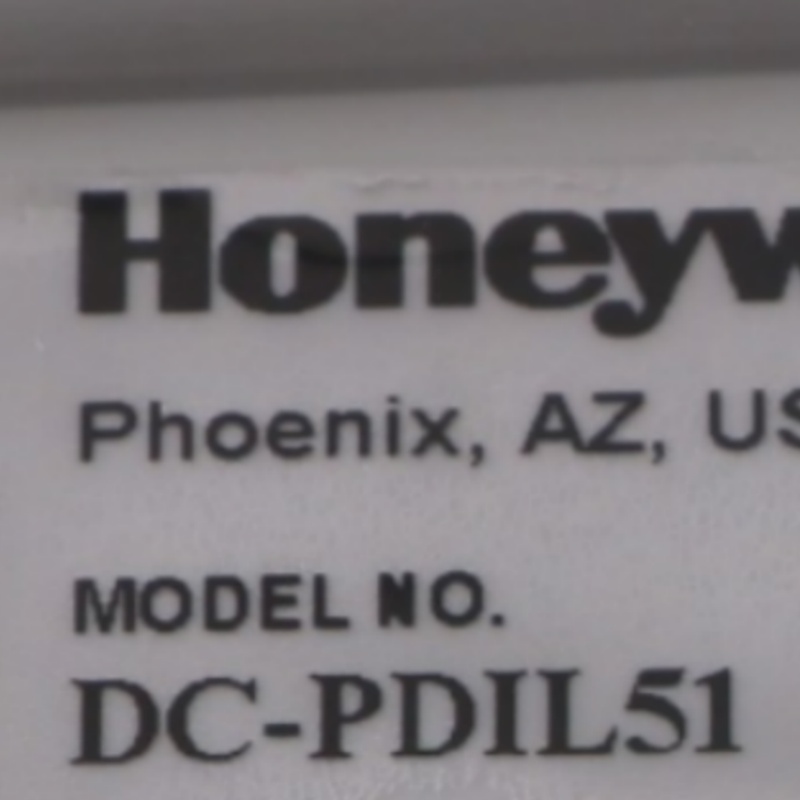 Honeyw
Phoenix, AZ, US
MODEL NO.
DC-PDIL51